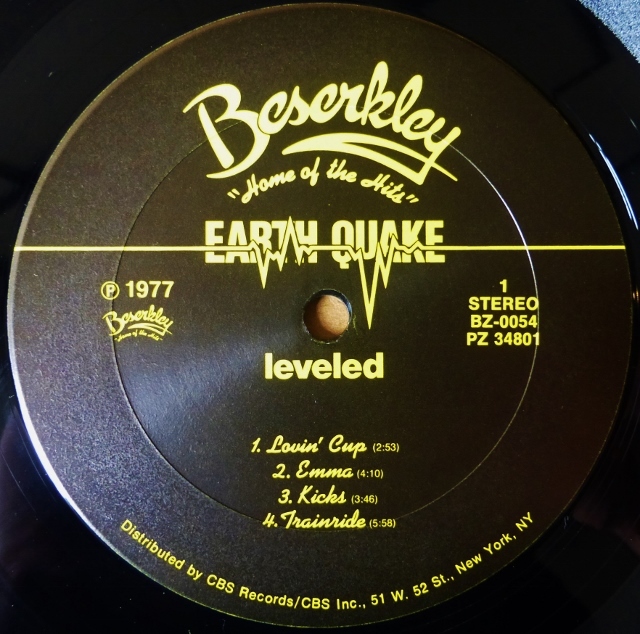 Beserkley
"Home of the Hits"
EARTH QUAKE
℗ 1977
Beserkley
"Home of the Hits"
1
STEREO
BZ-0054
PZ 34801
leveled
1. Lovin' Cup (2:53)
2. Emma (4:10)
3. Kicks (3:46)
4. Trainride (5:58)
Distributed by CBS Records/CBS Inc., 51 W. 52 St., New York, NY